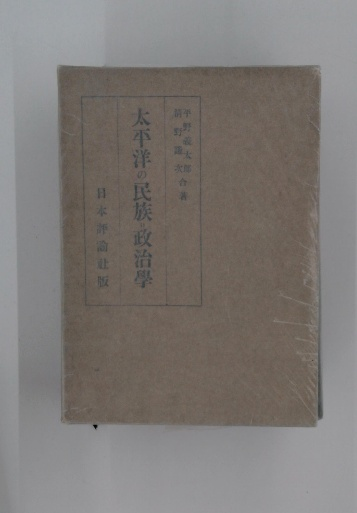 平野義太郎
清野謙次 合著
太平洋の民族=政治學
日本評論社版